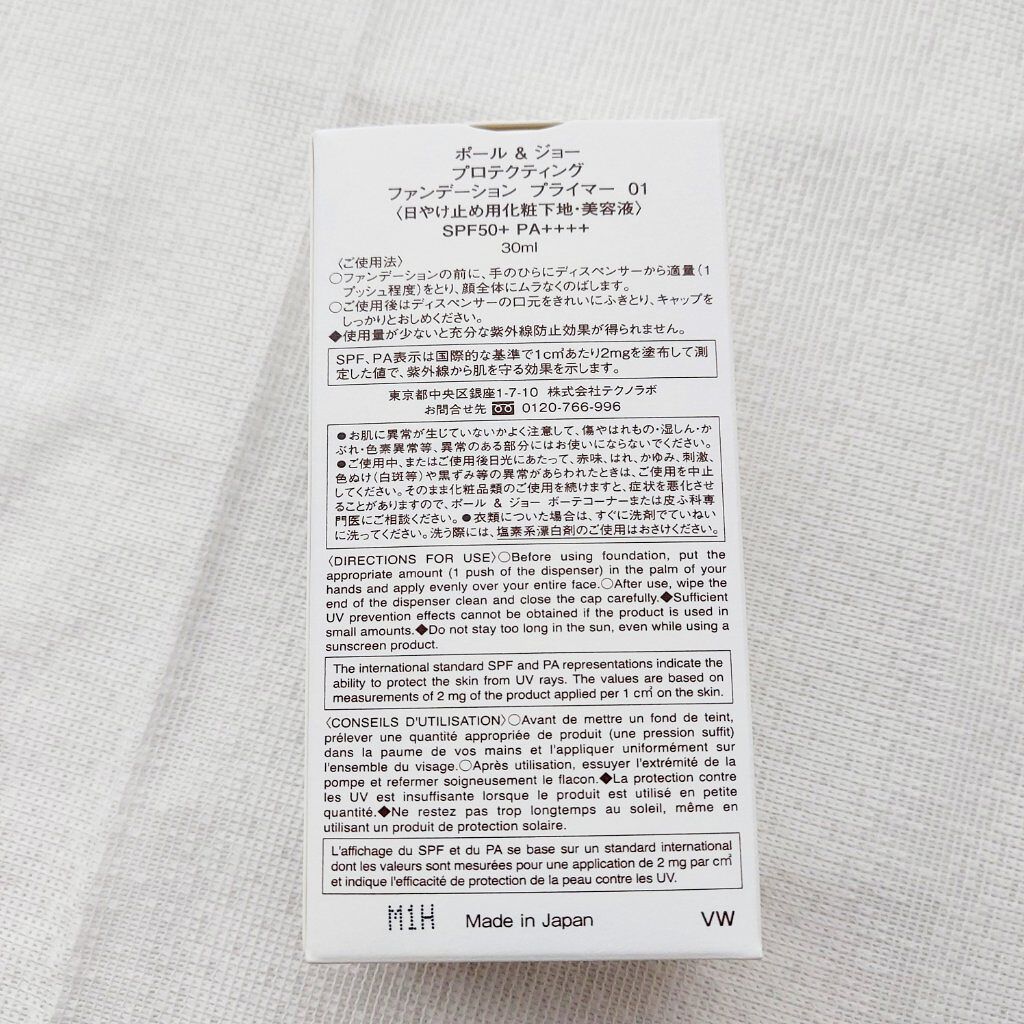 ポール & ジョー
プロテクティング
ファンデーション プライマー 01
〈日やけ止め用化粧下地・美容液〉
SPF50+ PA++++
30ml
〈ご使用法〉
○ファンデーションの前に、手のひらにディスペンサーから適量(1
プッシュ程度)をとり、顔全体にムラなくのばします。
○ご使用後はディスペンサーの口元をきれいにふきとり、キャップを
しっかりとおしめください。
◆使用量が少ないと充分な紫外線防止効果が得られません。
SPF、PA表示は国際的な基準で1c㎡あたり2mgを塗布して測
定した値で、紫外線から肌を守る効果を示します。
東京都中央区銀座1-7-10 株式会社テクノラボ
お問合せ先 0120-766-996
●お肌に異常が生じていないかよく注意して、傷やはれもの・湿しん・か
ぶれ・色素異常等、異常のある部分にはお使いにならないでください。
●ご使用中、またはご使用後日光にあたって、赤味、はれ、かゆみ、刺激、
色ぬけ(白斑等)や黒ずみ等の異常があらわれたときは、ご使用を中止
してください。そのまま化粧品類のご使用を続けますと、症状を悪化させ
ることがありますので、ポール & ジョー ボーテコーナーまたは皮ふ科専
門医にご相談ください。●衣類についた場合は、すぐに洗剤でていねい
に洗ってください。洗う際には、塩素系漂白剤のご使用はおさけください。
〈DIRECTIONS FOR USE〉○Before using foundation, put the
appropriate amount (1 push of the dispenser) in the palm of your
hands and apply evenly over your entire face.○After use, wipe the
end of the dispenser clean and close the cap carefully.◆Sufficient
UV prevention effects cannot be obtained if the product is used in
small amounts.◆Do not stay too long in the sun, even while using a
sunscreen product.
The international standard SPF and PA representations indicate the
ability to protect the skin from UV rays. The values are based on
measurements of 2 mg of the product applied per 1 c㎡ on the skin.
〈CONSEILS D'UTILISATION〉○Avant de mettre un fond de teint,
prélever une quantité appropriée de produit (une pression suffit)
dans la paume de vos mains et l'appliquer uniformément sur
l'ensemble du visage.○Après utilisation, essuyer l'extrémité de la
pompe et refermer soigneusement le flacon.◆La protection contre
les UV est insuffisante lorsque le produit est utilisé en petite
quantité.◆Ne restez pas trop longtemps au soleil, même en
utilisant un produit de protection solaire.
L'affichage du SPF et du PA se base sur un standard international
dont les valeurs sont mesurées pour une application de 2 mg par c㎡
et indique l'efficacité de protection de la peau contre les UV.
M1H Made in Japan VW